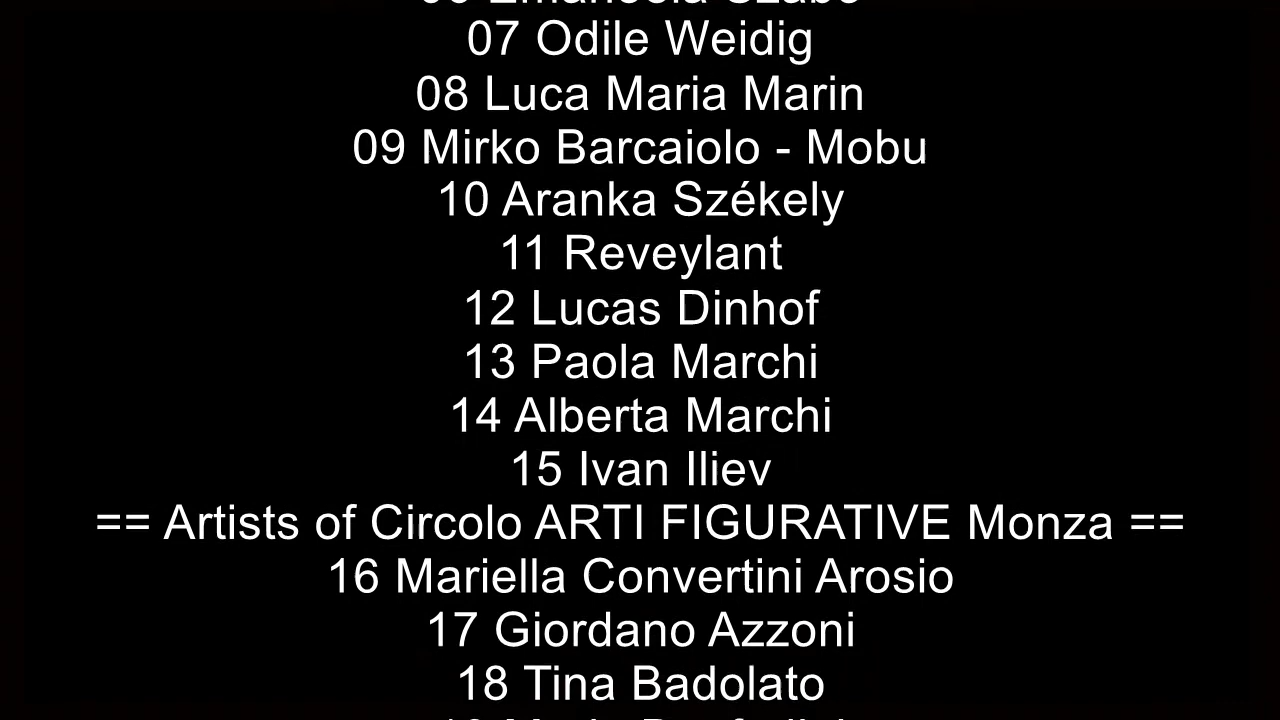 07 Odile Weidig
08 Luca Maria Marin
09 Mirko Barcaiolo - Mobu
10 Aranka Székely
11 Reveylant
12 Lucas Dinhof
13 Paola Marchi
14 Alberta Marchi
15 Ivan Iliev
== Artists of Circolo ARTI FIGURATIVE Monza ==
16 Mariella Convertini Arosio
17 Giordano Azzoni
18 Tina Badolato